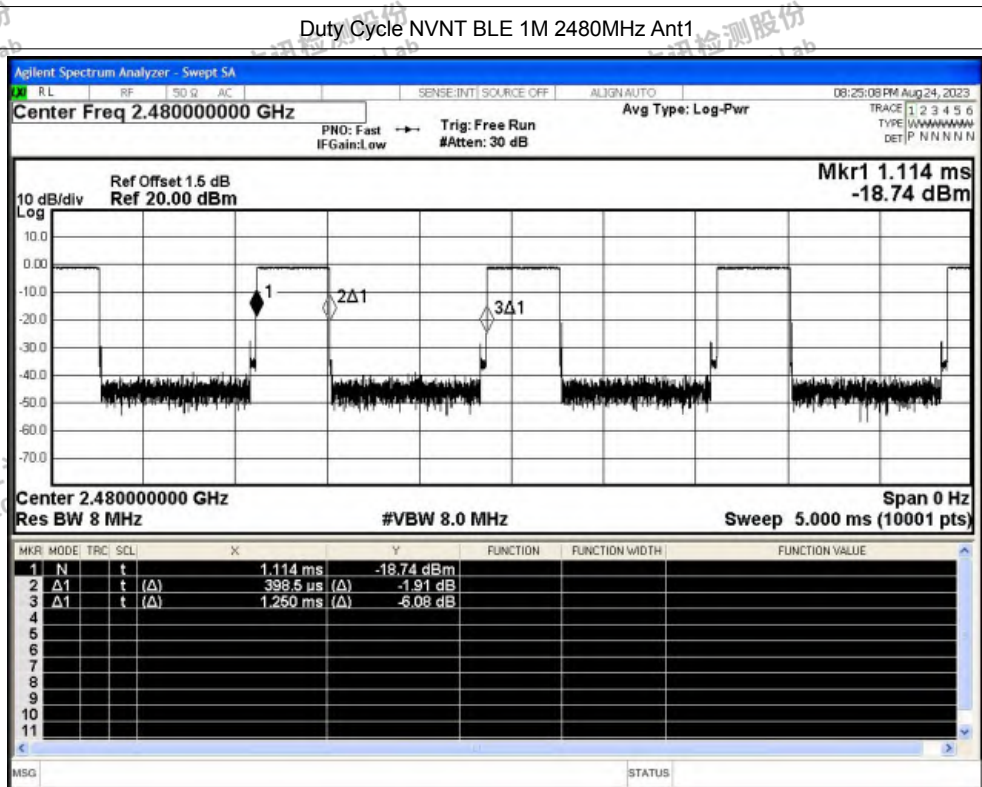 Duty Cycle NVNT BLE 1M 2480MHz Ant1
检测股份
Lab
Agilent Spectrum Analyzer - Swept SA
RL RF 50 Ω AC SENSE:INT SOURCE OFF ALIGN AUTO 08:25:08 PM Aug 24, 2023
Center Freq 2.480000000 GHz Avg Type: Log-Pwr TRACE 1 2 3 4 5 6
PNO: Fast Trig: Free Run TYPE WWWWWW
IFGain:Low #Atten: 30 dB DET P N N N N N
Mkr1 1.114 ms
Ref Offset 1.5 dB
10 dB/div Ref 20.00 dBm -18.74 dBm
Log
10.0
0.00
-10.0
1 2Δ1
3Δ1
-20.0
-30.0
-40.0
-50.0
-60.0
-70.0
Center 2.480000000 GHz Span 0 Hz
Res BW 8 MHz #VBW 8.0 MHz Sweep 5.000 ms (10001 pts)
MKR MODE TRC SCL X Y FUNCTION FUNCTION WIDTH FUNCTION VALUE
1 N t 1.114 ms -18.74 dBm
2 Δ1 t (Δ) 398.5 µs (Δ) -1.91 dB
3 Δ1 t (Δ) 1.250 ms (Δ) -6.08 dB
4
5
6
7
8
9
10
11
MSG STATUS